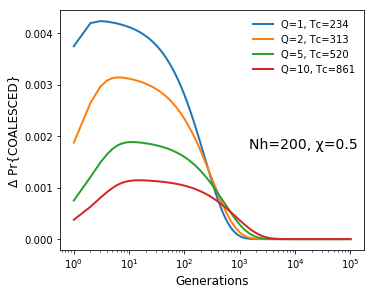 Q=1, Tc=234
Q=2, Tc=313
Q=5, Tc=520
Q=10, Tc=861
Nh=200, χ=0.5
Δ Pr{COALESCED}
0.004
0.003
0.002
0.001
0.000
10⁰ 10¹ 10² 10³ 10⁴ 10⁵
Generations